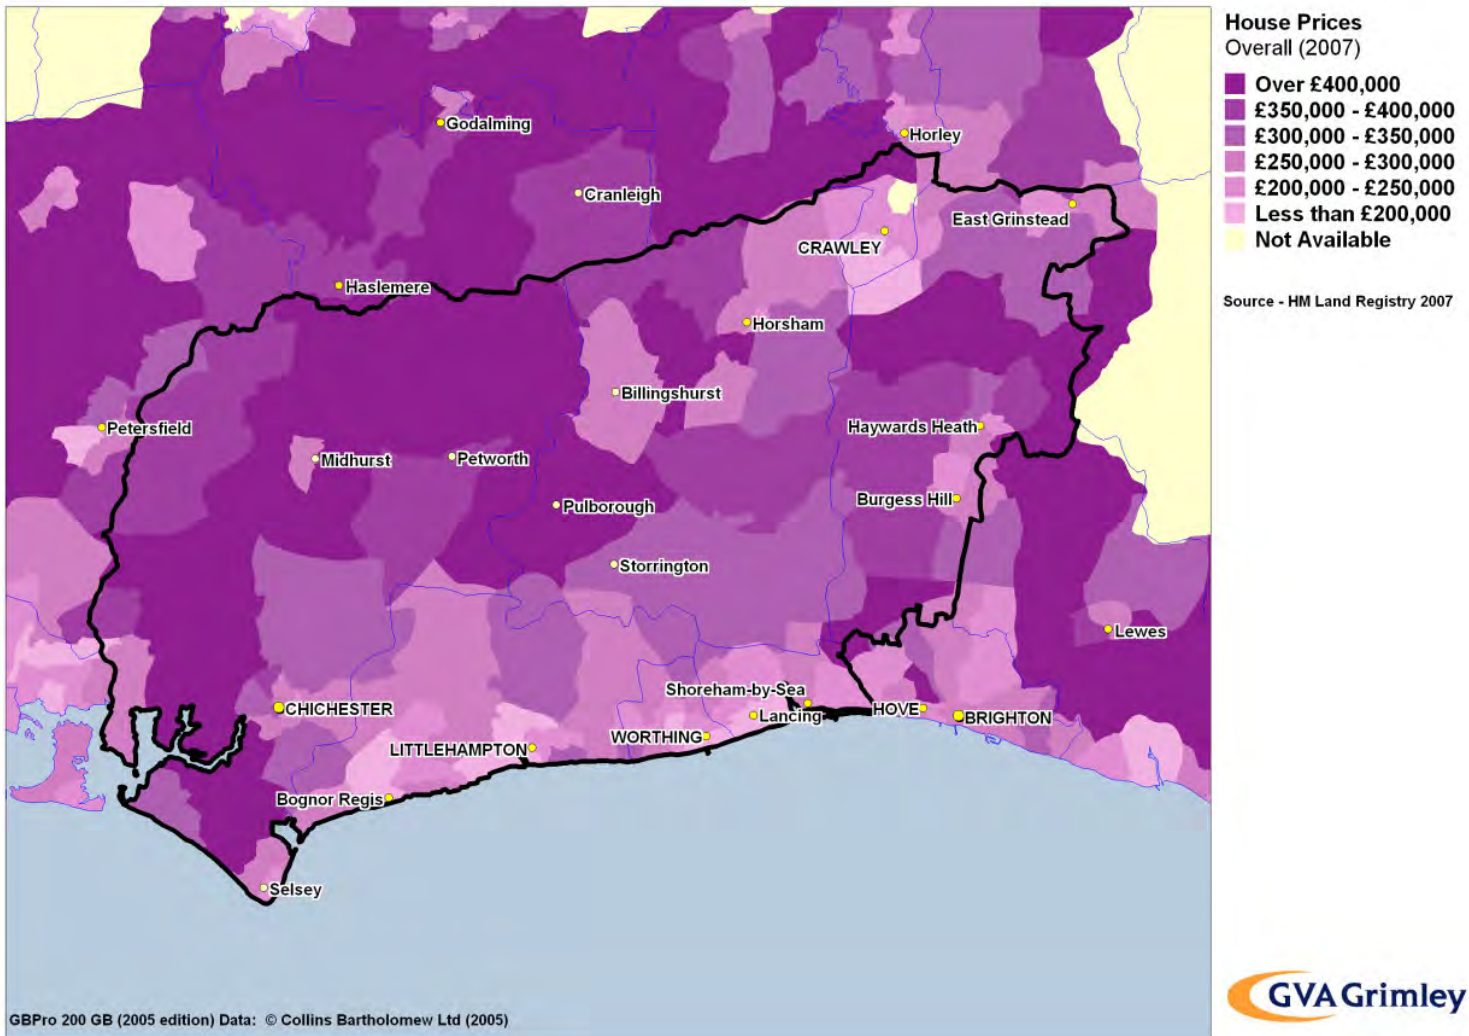 House Prices
Overall (2007)
Over £400,000
£350,000 - £400,000
£300,000 - £350,000
£250,000 - £300,000
£200,000 - £250,000
Less than £200,000
Not Available
Source - HM Land Registry 2007
Godalming
Horley
Cranleigh
East Grinstead
CRAWLEY
Haslemere
Horsham
Billingshurst
Petersfield
Haywards Heath
Midhurst
Petworth
Burgess Hill
Pulborough
Storrington
Lewes
Shoreham-by-Sea
CHICHESTER
HOVE
Lancing
BRIGHTON
WORTHING
LITTLEHAMPTON
Bognor Regis
Selsey
GVA Grimley
GBPro 200 GB (2005 edition) Data: © Collins Bartholomew Ltd (2005)